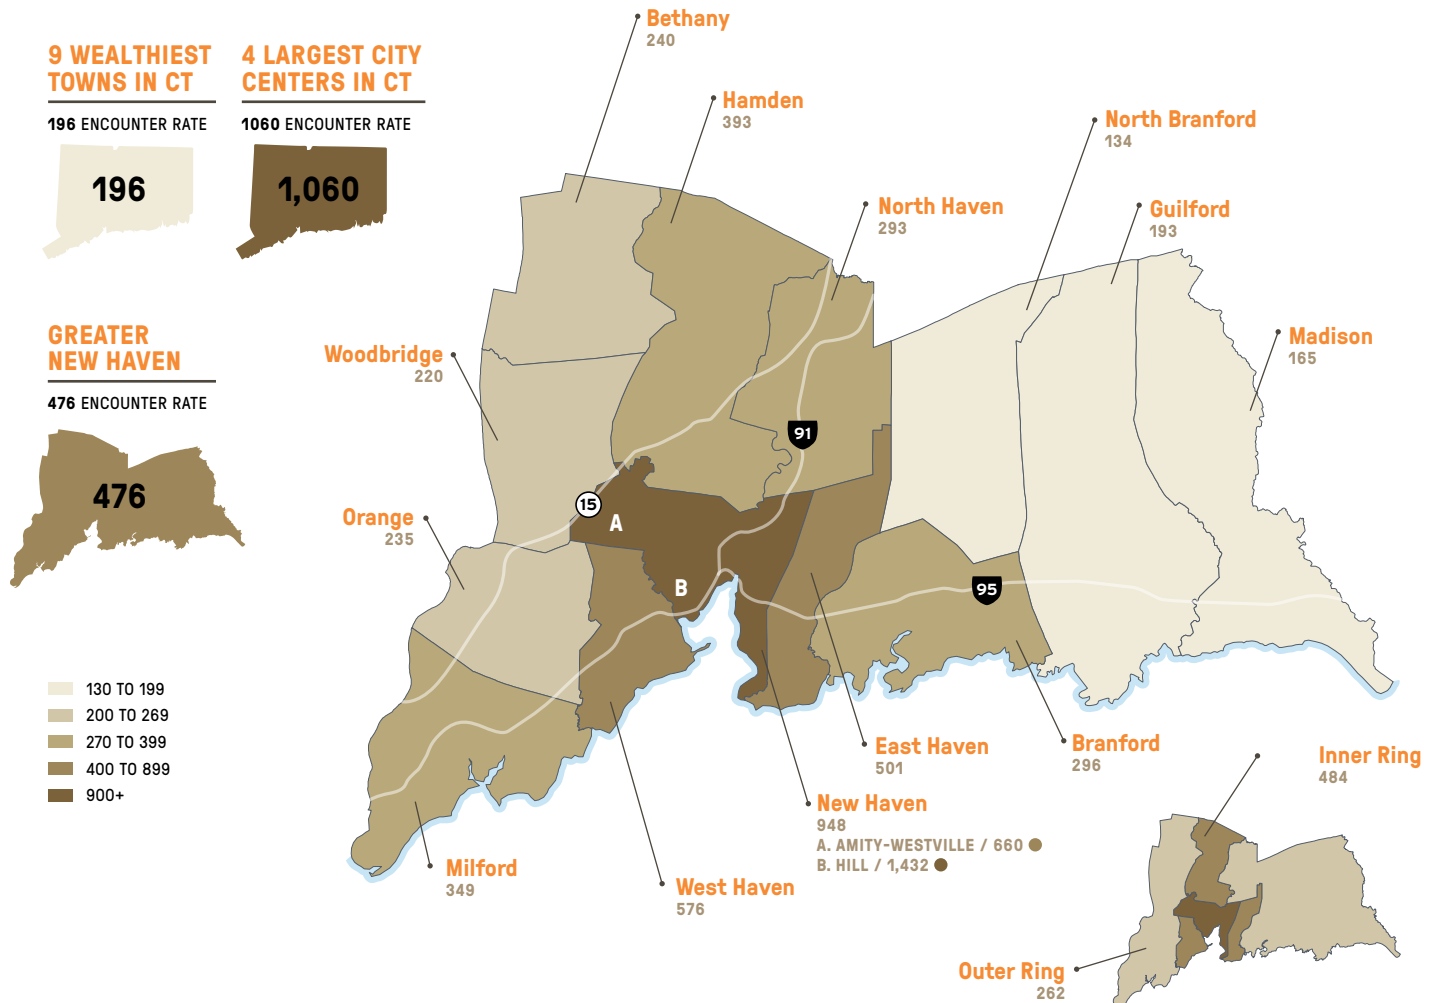 9 WEALTHIEST
TOWNS IN CT
196 ENCOUNTER RATE
196
4 LARGEST CITY
CENTERS IN CT
1060 ENCOUNTER RATE
1,060
GREATER
NEW HAVEN
476 ENCOUNTER RATE
476
130 TO 199
200 TO 269
270 TO 399
400 TO 899
900+
Bethany
240
Hamden
393
North Haven
293
North Branford
134
Guilford
193
Madison
165
Woodbridge
220
Orange
235
91
15
A
B
95
Milford
349
West Haven
576
New Haven
948
A. AMITY-WESTVILLE / 660
B. HILL / 1,432
East Haven
501
Branford
296
Inner Ring
484
Outer Ring
262